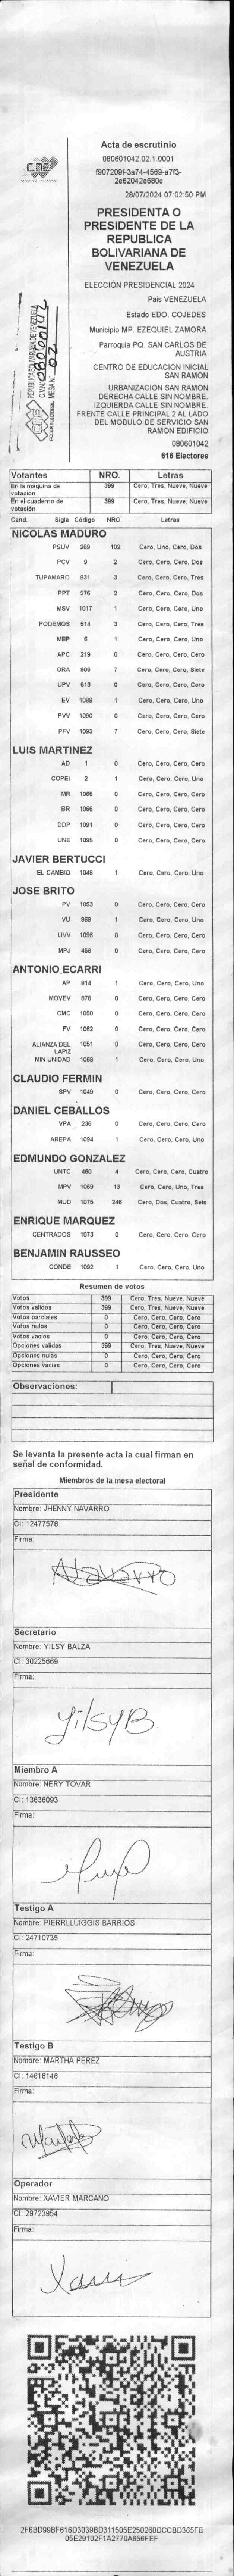 CNE
Acta de escrutinio
080601042.02.1.0001
f907209f-3a74-4569-a7f3-
2e62042e680c
28/07/2024 07:02:50 PM
PRESIDENTA O
PRESIDENTE DE LA
REPUBLICA
BOLIVARIANA DE
VENEZUELA
ELECCIÓN PRESIDENCIAL 2024
Pais VENEZUELA
Estado EDO. COJEDES
Municipio MP. EZEQUIEL ZAMORA
Parroquia PQ. SAN CARLOS DE
AUSTRIA
CENTRO DE EDUCACION INICIAL
SAN RAMON
URBANIZACIÓN SAN RAMON
DERECHA CALLE SIN NOMBRE.
IZQUIERDA CALLE SIN NOMBRE.
FRENTE CALLE PRINCIPAL 2 AL LADO
DEL MODULO DE SERVICIO SAN
RAMON EDIFICIO
080601042
616 Electores
Votantes NRO. Letras
En la máquina de votación 399 Cero, Tres, Nueve, Nueve
En el cuaderno de votación 399 Cero, Tres, Nueve, Nueve
Cand. Sigla Código NRO. Letras
NICOLAS MADURO
PSUV 269 102 Cero, Uno, Cero, Dos
PCV 9 2 Cero, Cero, Cero, Dos
TUPAMARO 931 3 Cero, Cero, Cero, Tres
PPT 276 2 Cero, Cero, Cero, Dos
MSV 1017 1 Cero, Cero, Cero, Uno
PODEMOS 514 3 Cero, Cero, Cero, Tres
MEP 6 1 Cero, Cero, Cero, Uno
APC 219 0 Cero, Cero, Cero, Cero
ORA 906 7 Cero, Cero, Cero, Siete
UPV 613 0 Cero, Cero, Cero, Cero
EV 1089 1 Cero, Cero, Cero, Uno
PVV 1090 0 Cero, Cero, Cero, Cero
PFV 1093 7 Cero, Cero, Cero, Siete
LUIS MARTINEZ
AD 1 0 Cero, Cero, Cero, Cero
COPEI 2 1 Cero, Cero, Cero, Uno
MR 1065 0 Cero, Cero, Cero, Cero
BR 1066 0 Cero, Cero, Cero, Cero
DDP 1091 0 Cero, Cero, Cero, Cero
UNE 1095 0 Cero, Cero, Cero, Cero
JAVIER BERTUCCI
EL CAMBIO 1048 1 Cero, Cero, Cero, Uno
JOSE BRITO
PV 1053 0 Cero, Cero, Cero, Cero
VU 868 1 Cero, Cero, Cero, Uno
UVV 1096 0 Cero, Cero, Cero, Cero
MPJ 458 0 Cero, Cero, Cero, Cero
ANTONIO ECARRI
AP 814 1 Cero, Cero, Cero, Uno
MOVEV 878 0 Cero, Cero, Cero, Cero
CMC 1050 0 Cero, Cero, Cero, Cero
FV 1062 0 Cero, Cero, Cero, Cero
ALIANZA DEL LAPIZ 1051 0 Cero, Cero, Cero, Cero
MIN UNIDAD 1068 1 Cero, Cero, Cero, Uno
CLAUDIO FERMIN
SPV 1049 0 Cero, Cero, Cero, Cero
DANIEL CEBALLOS
VPA 236 0 Cero, Cero, Cero, Cero
AREPA 1094 1 Cero, Cero, Cero, Uno
EDMUNDO GONZALEZ
UNTC 460 4 Cero, Cero, Cero, Cuatro
MPV 1069 13 Cero, Cero, Uno, Tres
MUD 1075 246 Cero, Dos, Cuatro, Seis
ENRIQUE MARQUEZ
CENTRADOS 1073 0 Cero, Cero, Cero, Cero
BENJAMIN RAUSSEO
CONDE 1092 1 Cero, Cero, Cero, Uno
Resumen de votos
Votos 399 Cero, Tres, Nueve, Nueve
Votos validos 399 Cero, Tres, Nueve, Nueve
Votos parciales 0 Cero, Cero, Cero, Cero
Votos nulos 0 Cero, Cero, Cero, Cero
Votos vacios 0 Cero, Cero, Cero, Cero
Opciones validas 399 Cero, Tres, Nueve, Nueve
Opciones nulas 0 Cero, Cero, Cero, Cero
Opciones vacias 0 Cero, Cero, Cero, Cero
Observaciones:
Se levanta la presente acta la cual firman en
señal de conformidad.
Miembros de la mesa electoral
Presidente
Nombre: JHENNY NAVARRO
CI: 12477578
Firma:
Navarro
Secretario
Nombre: YILSY BALZA
CI: 30225669
Firma:
Yilsy B.
Miembro A
Nombre: NERY TOVAR
CI: 13636093
Firma:
Testigo A
Nombre: PIERRLLUIGGIS BARRIOS
CI: 24710735
Firma:
Testigo B
Nombre: MARTHA PEREZ
CI: 14618146
Firma:
Operador
Nombre: XAVIER MARCANO
CI: 29723954
Firma:
2F6BD99BF616D3039BD311505E250260DCCBD365FB
05E29102F1A2770A656FEF